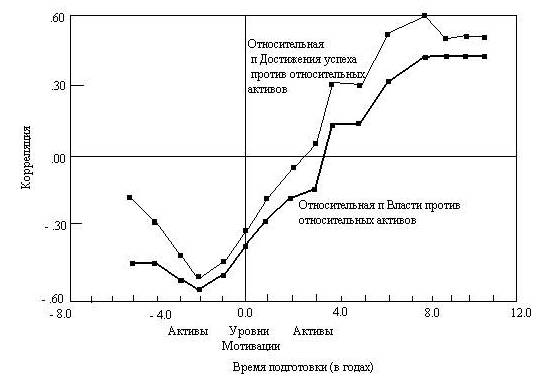 .60
Относительная
п Достижения успеха
против относительных
активов
.30
.00
Корреляция
Относительная п Власти против
относительных активов
- .30
- .60
- 8.0 - 4.0 0.0 4.0 8.0 12.0
Активы Уровни Активы
Мотивации
Время подготовки (в годах)